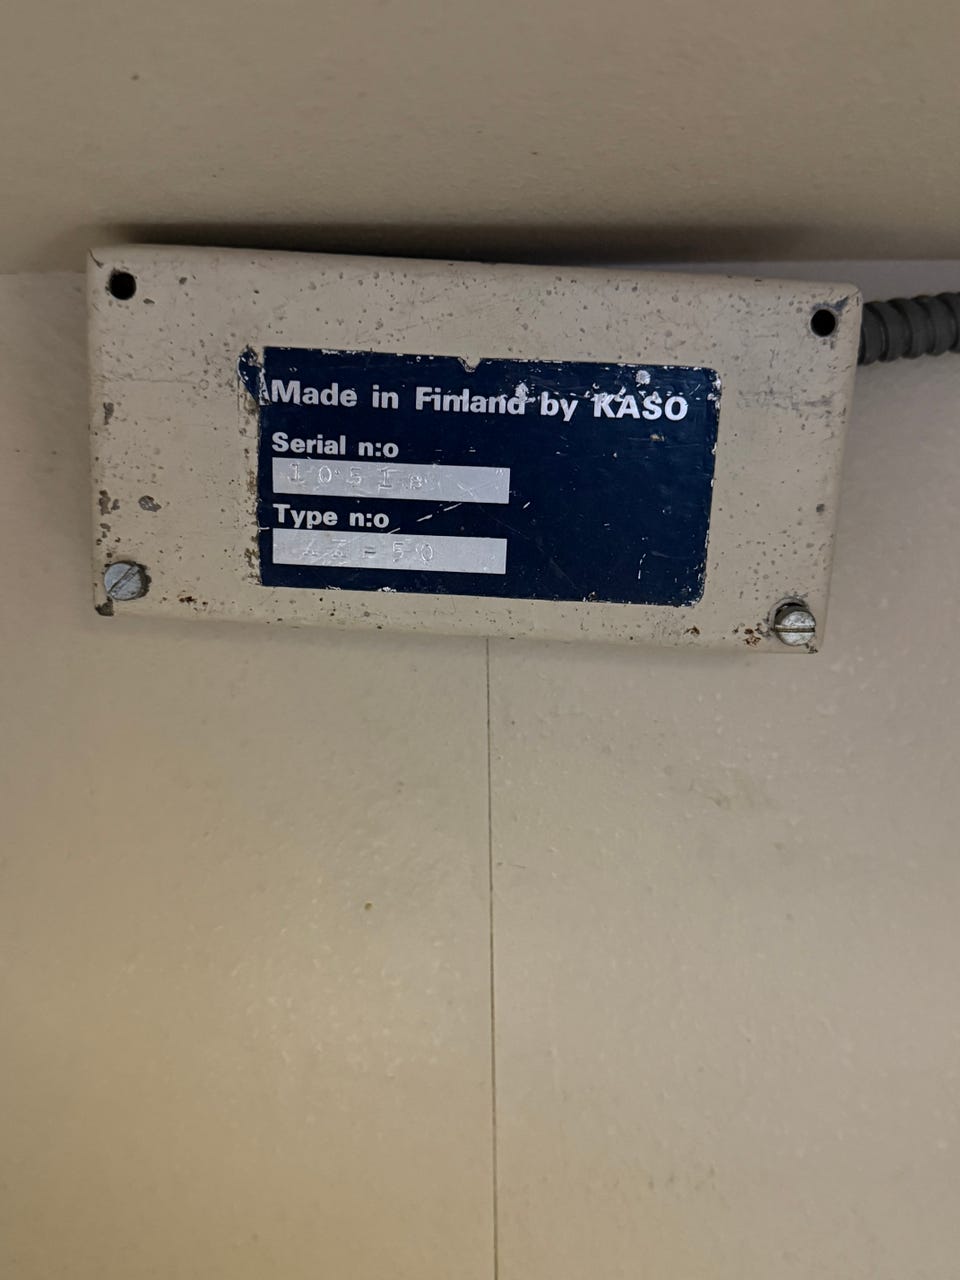 Made in Finland by KASO
Serial n:o
Type n:o